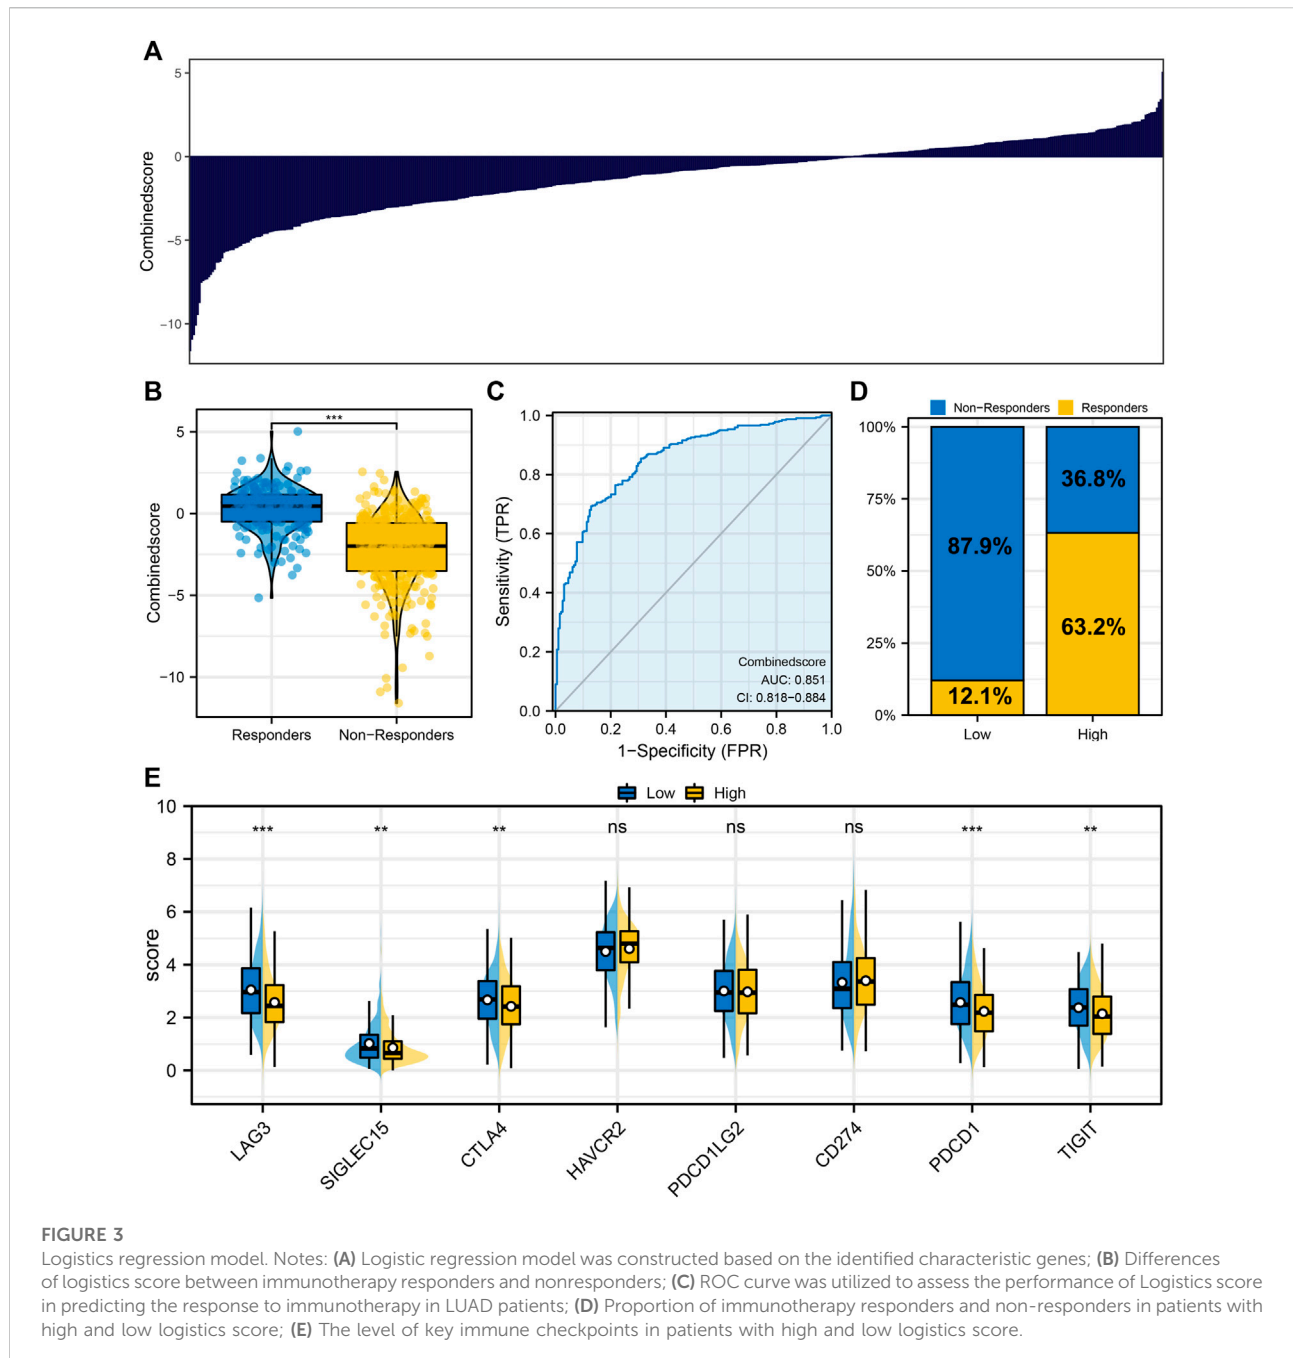 A
5
0
−5
−10
Combinedscore
B
***
5
0
−5
−10
Combinedscore
Responders Non-Responders
C
1.0
0.8
0.6
0.4
0.2
0.0
Sensitivity (TPR)
Combinedscore
AUC: 0.851
CI: 0.818−0.884
0.0 0.2 0.4 0.6 0.8 1.0
1−Specificity (FPR)
D
Non-Responders Responders
100%
75%
50%
25%
0%
87.9%
12.1%
36.8%
63.2%
Low High
E
Low High
10
8
6
4
2
0
score
*** ** ** ns ns ns *** **
LAG3 SIGLEC15 CTLA4 HAVCR2 PDCD1LG2 CD274 PDCD1 TIGIT
FIGURE 3
Logistics regression model. Notes: (A) Logistic regression model was constructed based on the identified characteristic genes; (B) Differences
of logistics score between immunotherapy responders and nonresponders; (C) ROC curve was utilized to assess the performance of Logistics score
in predicting the response to immunotherapy in LUAD patients; (D) Proportion of immunotherapy responders and non-responders in patients with
high and low logistics score; (E) The level of key immune checkpoints in patients with high and low logistics score.